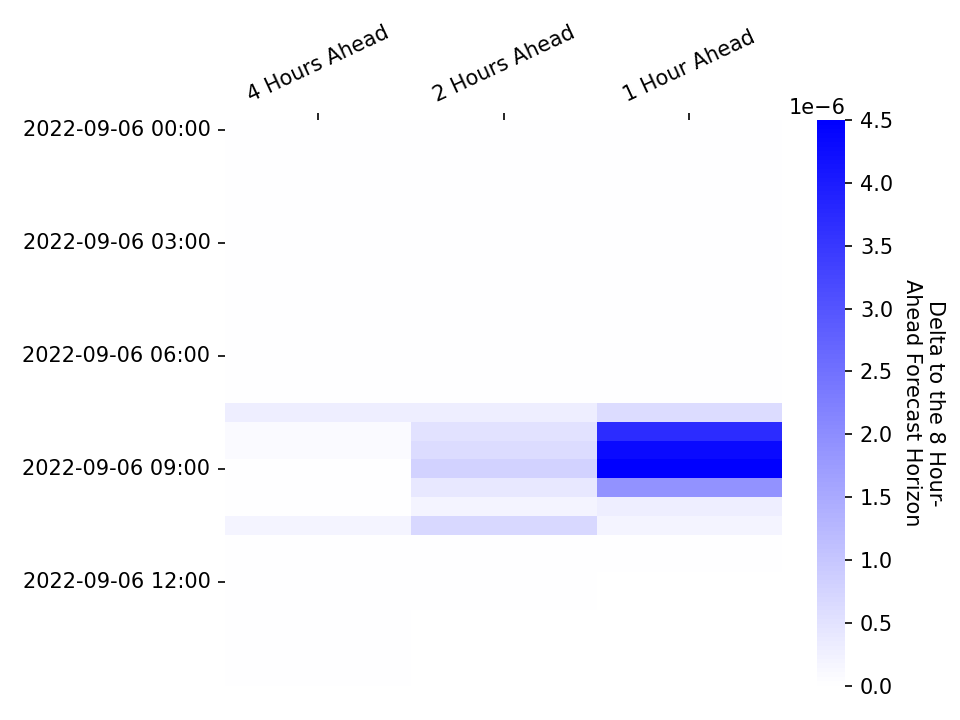 4 Hours Ahead
2 Hours Ahead
1 Hour Ahead
1e−6
2022-09-06 00:00
2022-09-06 03:00
2022-09-06 06:00
2022-09-06 09:00
2022-09-06 12:00
4.5
4.0
3.5
3.0
2.5
2.0
1.5
1.0
0.5
0.0
Delta to the 8 Hour-
Ahead Forecast Horizon